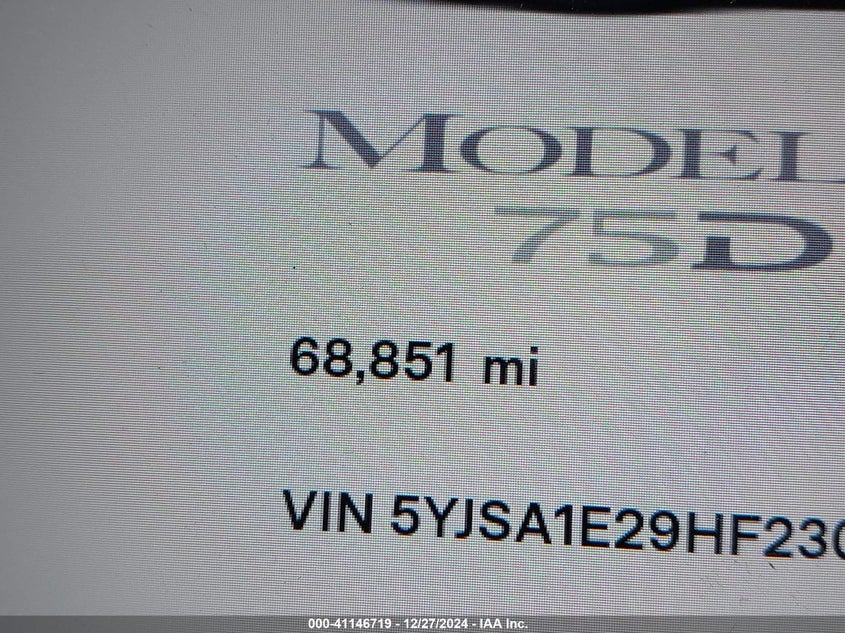 MODEL
75D
68,851 mi
VIN 5YJSA1E29HF230
000-41146719 - 12/27/2024 - IAA Inc.